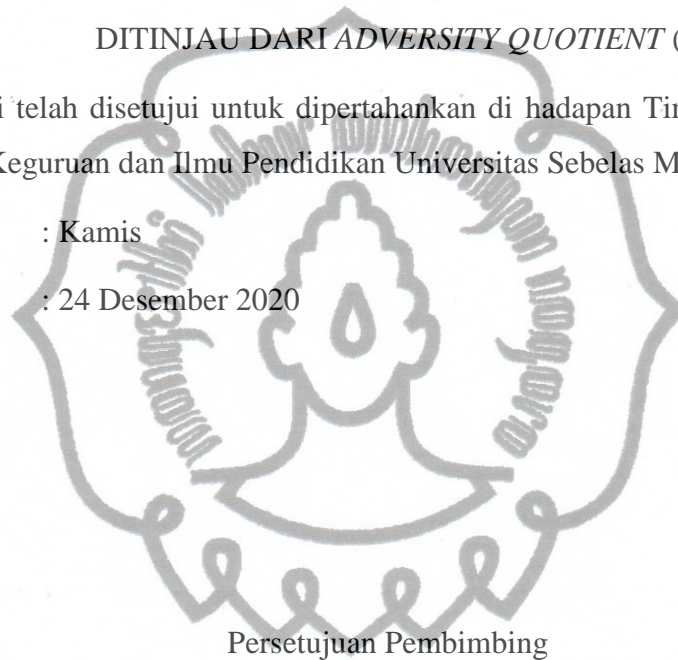 DITINJAU DARI ADVERSITY QUOTIENT (
i telah disetujui untuk dipertahankan di hadapan Tim
Keguruan dan Ilmu Pendidikan Universitas Sebelas M
: Kamis
: 24 Desember 2020
Persetujuan Pembimbing